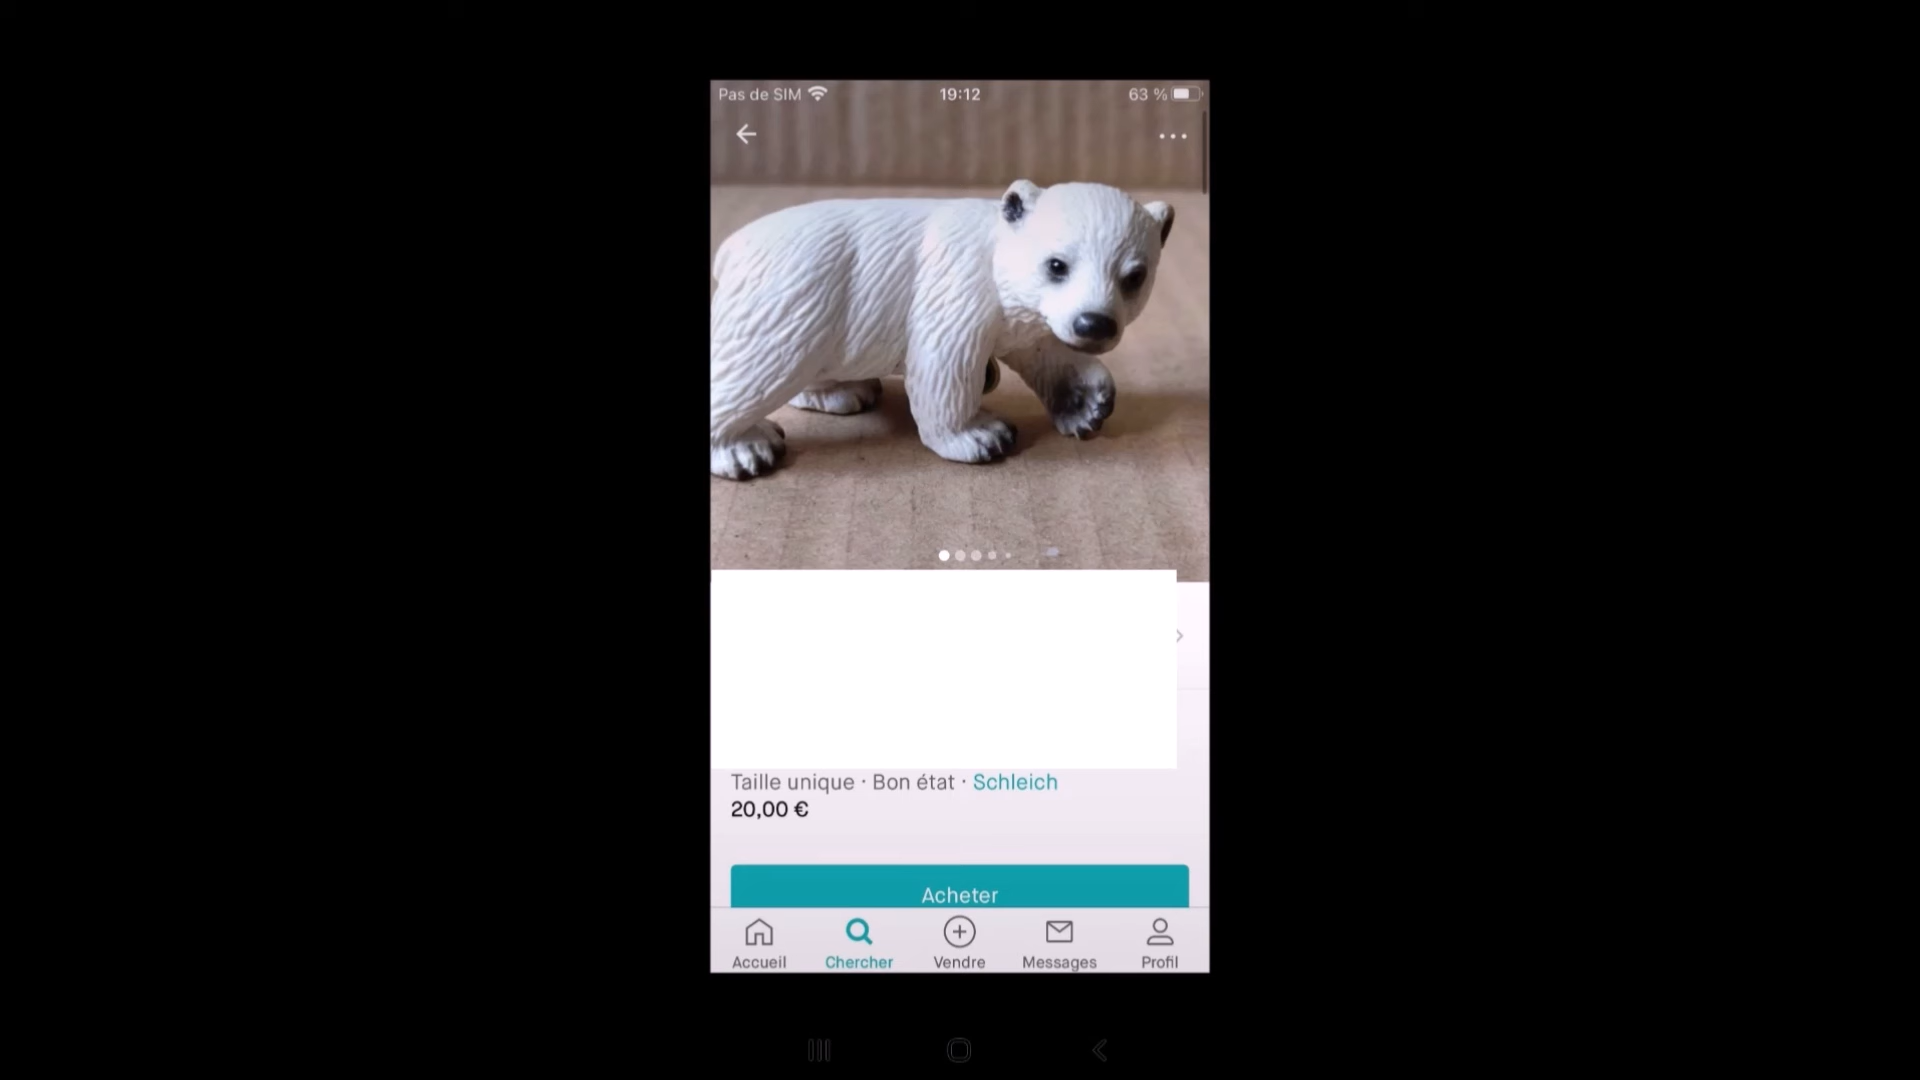 Pas de SIM 19:12 63 %
Taille unique · Bon état · Schleich
20,00 €
Acheter
Accueil Chercher Vendre Messages Profil